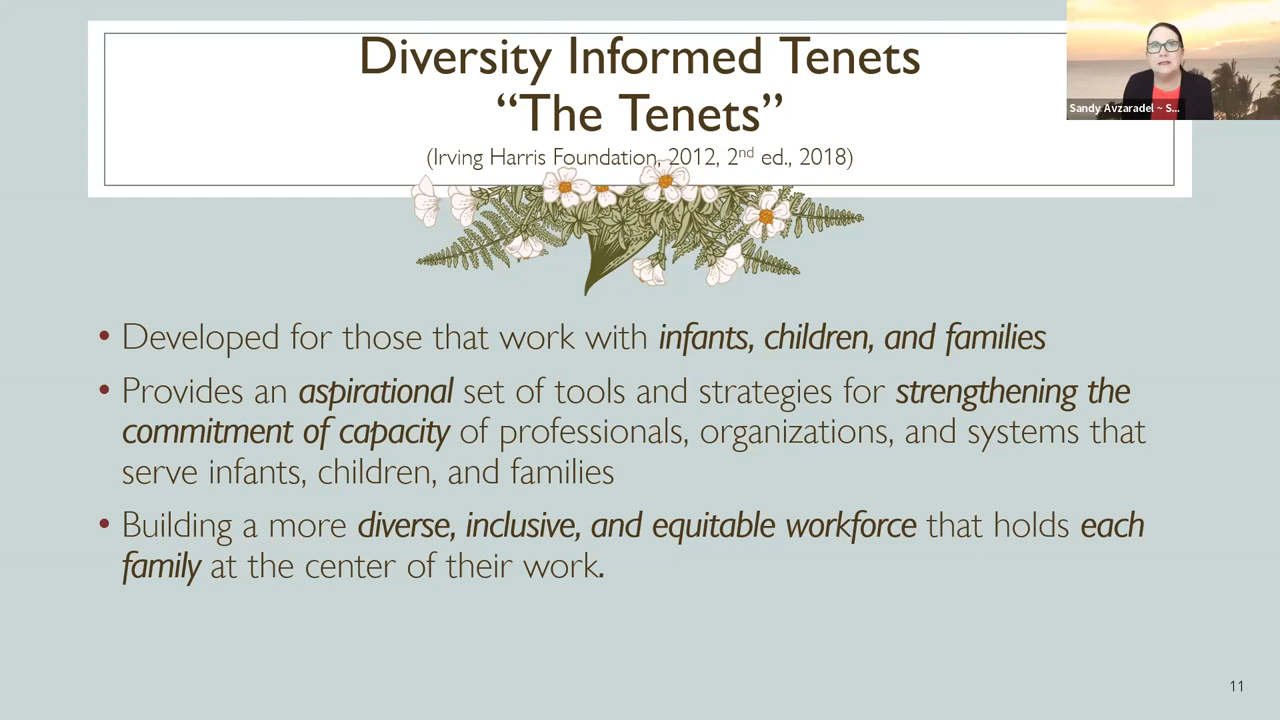 Diversity Informed Tenets
“The Tenets”
(Irving Harris Foundation, 2012, 2nd ed., 2018)
Sandy Avzaradel ~ S...
• Developed for those that work with infants, children, and families
• Provides an aspirational set of tools and strategies for strengthening the
commitment of capacity of professionals, organizations, and systems that
serve infants, children, and families
• Building a more diverse, inclusive, and equitable workforce that holds each
family at the center of their work.
11